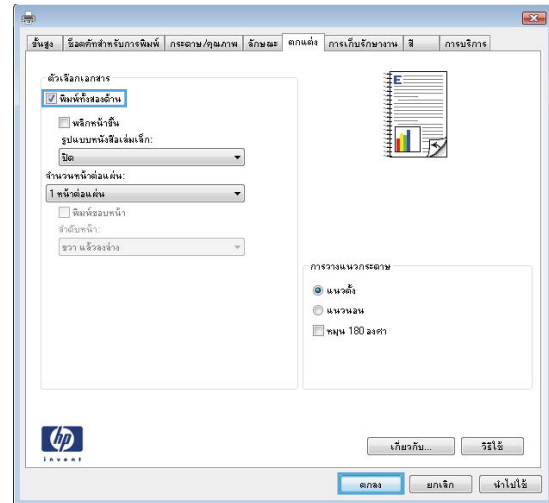 ขั้นสูง ช็อตคัทสำหรับการพิมพ์ กระดาษ/คุณภาพ ลักษณะ ตกแต่ง การเก็บรักษางาน สี การบริการ
ตัวเลือกเอกสาร
พิมพ์ทั้งสองด้าน
พลิกหน้าขึ้น
รูปแบบหนังสือเล่มเล็ก:
ปิด
จำนวนหน้าต่อแผ่น:
1 หน้าต่อแผ่น
พิมพ์ขอบหน้า
ลำดับหน้า:
ขวา แล้วลงล่าง
E
การวางแนวกระดาษ
แนวตั้ง
แนวนอน
หมุน 180 องศา
hp
invent
เกี่ยวกับ... วิธีใช้
ตกลง ยกเลิก นำไปใช้